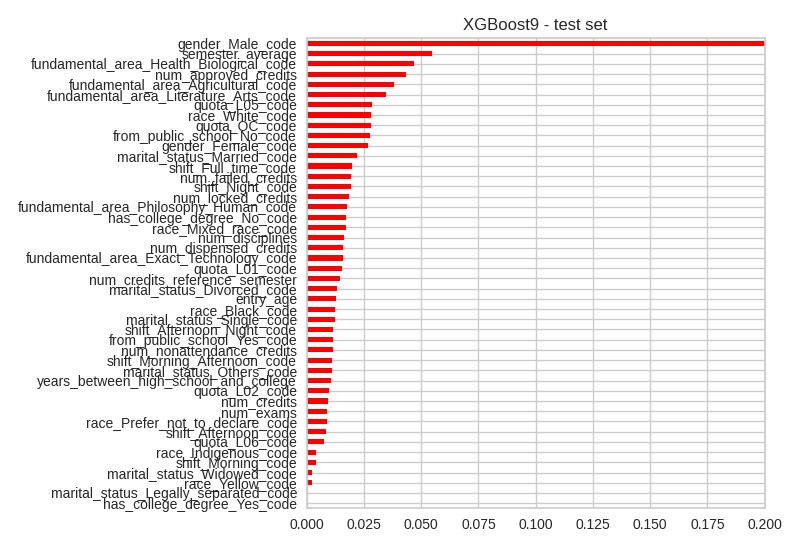 XGBoost9 - test set
gender_Male_code
semester_average
fundamental_area_Health_Biological_code
num_approved_credits
fundamental_area_Agricultural_code
fundamental_area_Literature_Arts_code
quota_L05_code
race_White_code
quota_OC_code
from_public_school_No_code
gender_Female_code
marital_status_Married_code
shift_Full_time_code
num_failed_credits
shift_Night_code
num_locked_credits
fundamental_area_Philosophy_Human_code
has_college_degree_No_code
race_Mixed_race_code
num_disciplines
num_dispensed_credits
fundamental_area_Exact_Technology_code
quota_L01_code
num_credits_reference_semester
marital_status_Divorced_code
entry_age
race_Black_code
marital_status_Single_code
shift_Afternoon_Night_code
from_public_school_Yes_code
num_nonattendance_credits
shift_Morning_Afternoon_code
marital_status_Others_code
years_between_high_school_and_college
quota_L02_code
num_credits
num_exams
race_Prefer_not_to_declare_code
shift_Afternoon_code
quota_L06_code
race_Indigenous_code
shift_Morning_code
marital_status_Widowed_code
race_Yellow_code
marital_status_Legally_separated_code
has_college_degree_Yes_code
0.000 0.025 0.050 0.075 0.100 0.125 0.150 0.175 0.200